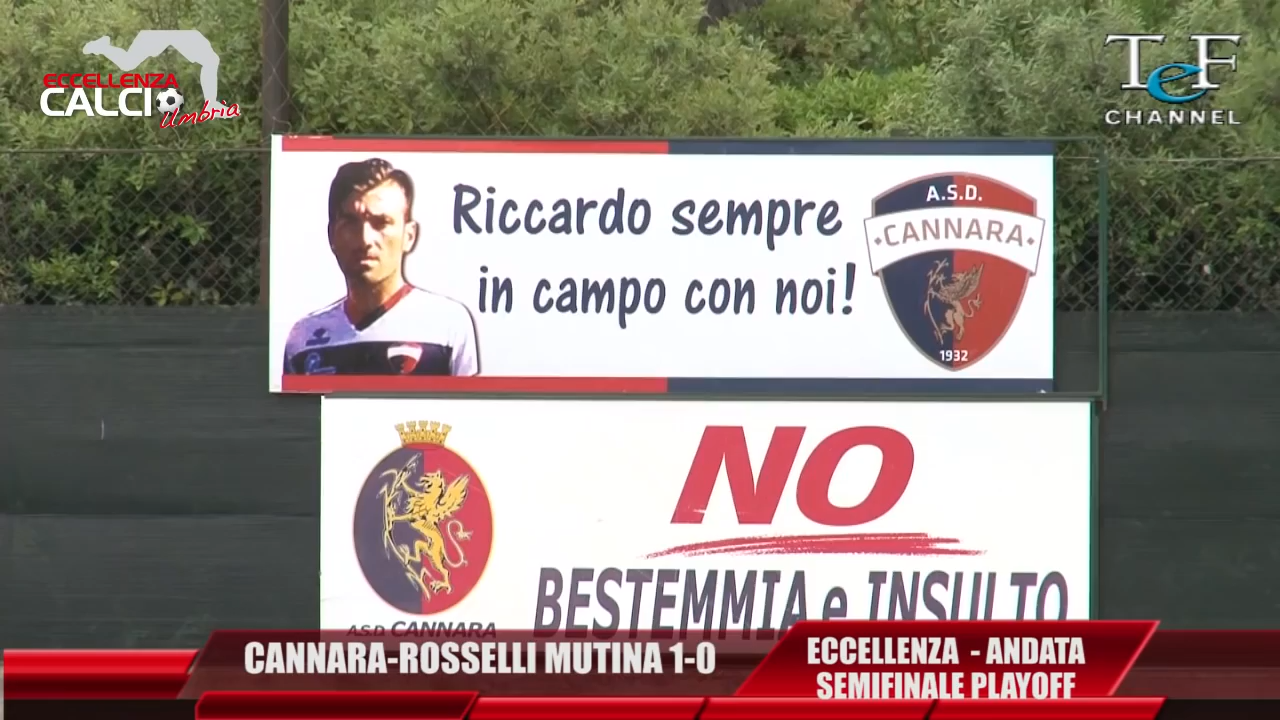 ECCELLENZA
CALCIO
Umbria
TeF
CHANNEL
Riccardo sempre
in campo con noi!
A.S.D.
CANNARA
1932
NO
BESTEMMIA e INSULTO
A.S.D. CANNARA
CANNARA-ROSSELLI MUTINA 1-0
ECCELLENZA - ANDATA
SEMIFINALE PLAYOFF